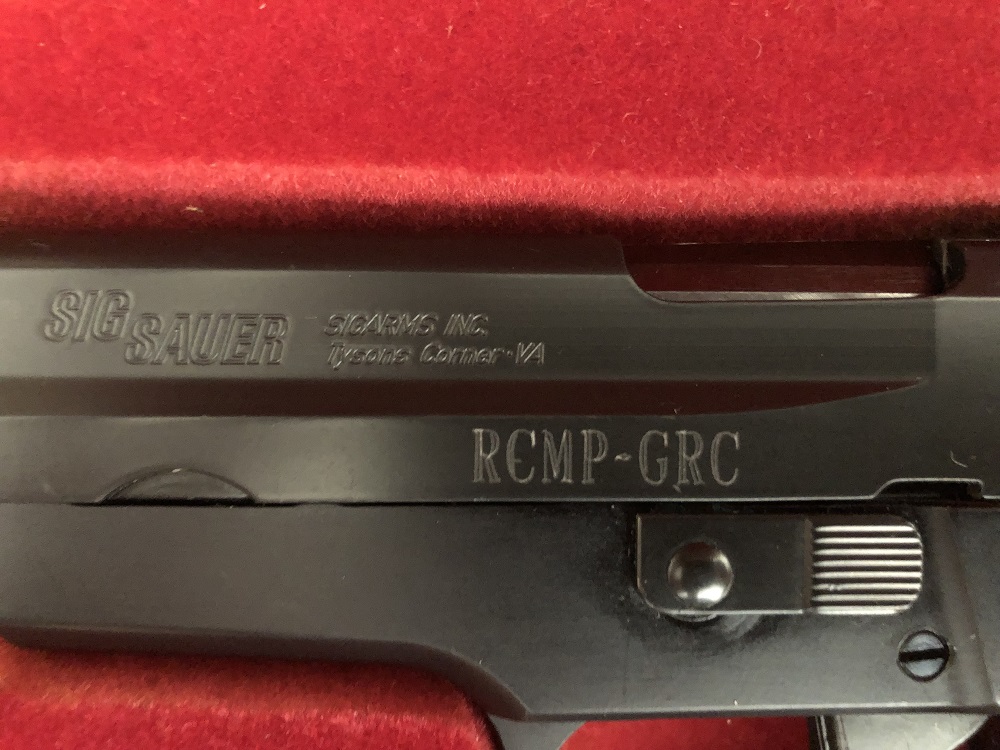 SIG
SAUER
SIGARMS INC.
Tysons Corner-VA
RCMP-GRC